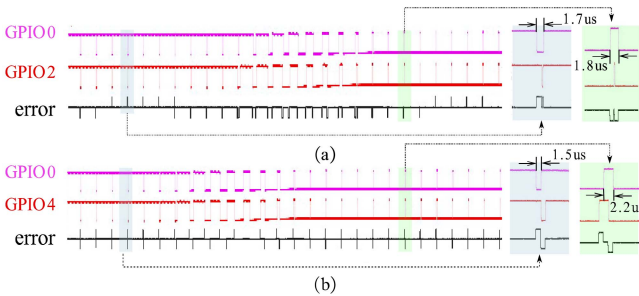 GPIO0
1.7us
GPIO2
1.8us
error
(a)
GPIO0
1.5us
GPIO4
2.2u
error
(b)